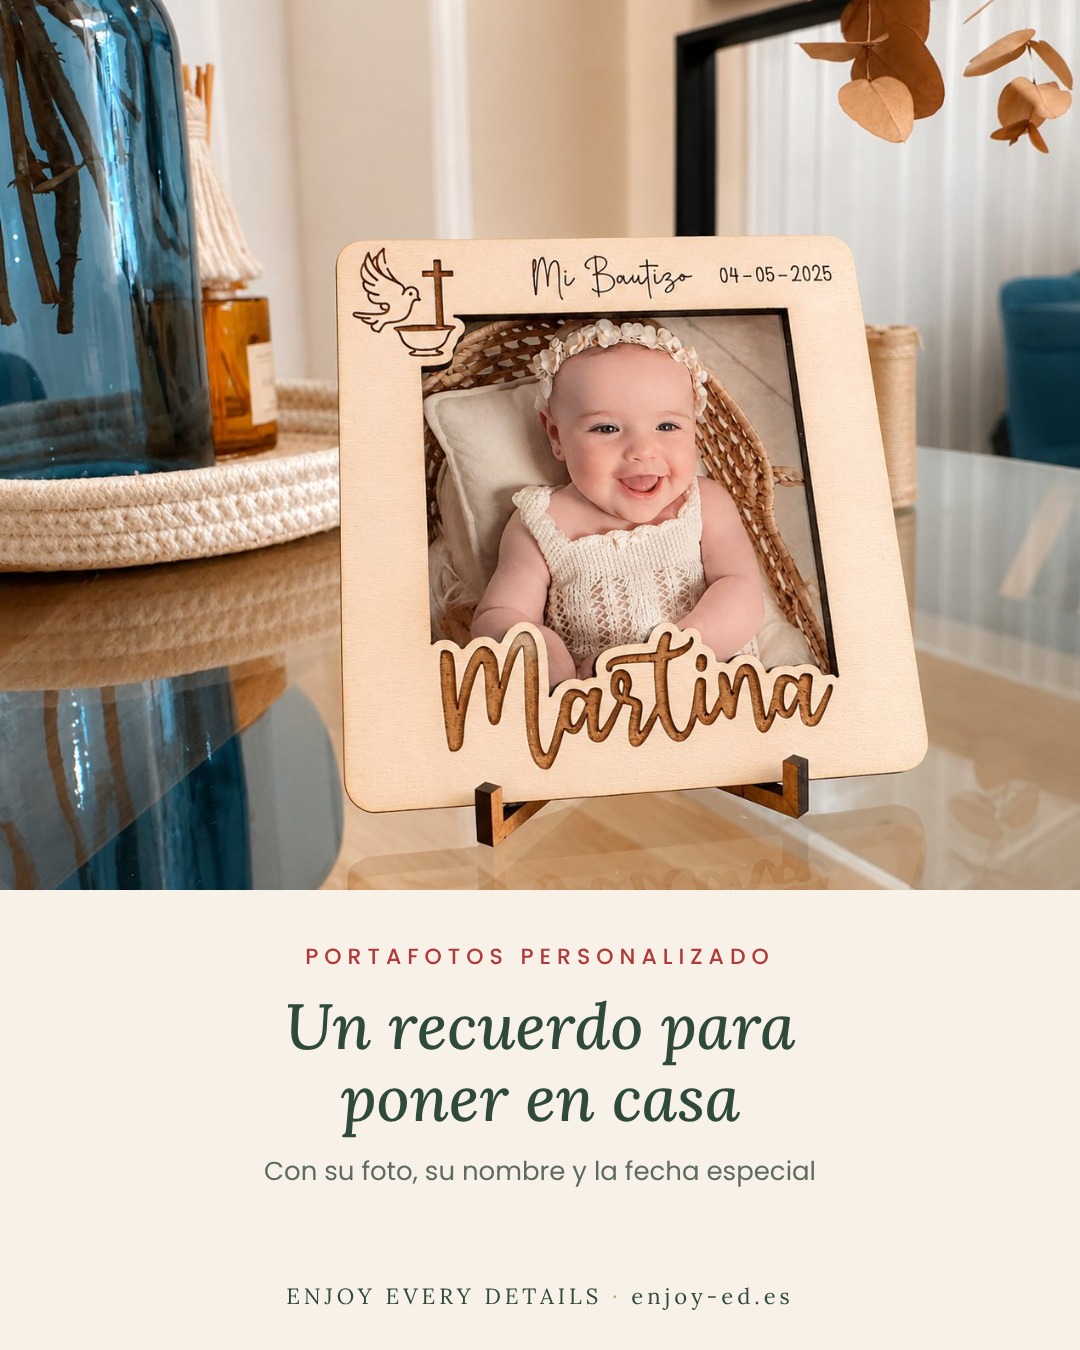 Mi Bautizo 04-05-2025
Martina
PORTAFOTOS PERSONALIZADO
Un recuerdo para
poner en casa
Con su foto, su nombre y la fecha especial
ENJOY EVERY DETAILS · enjoy-ed.es